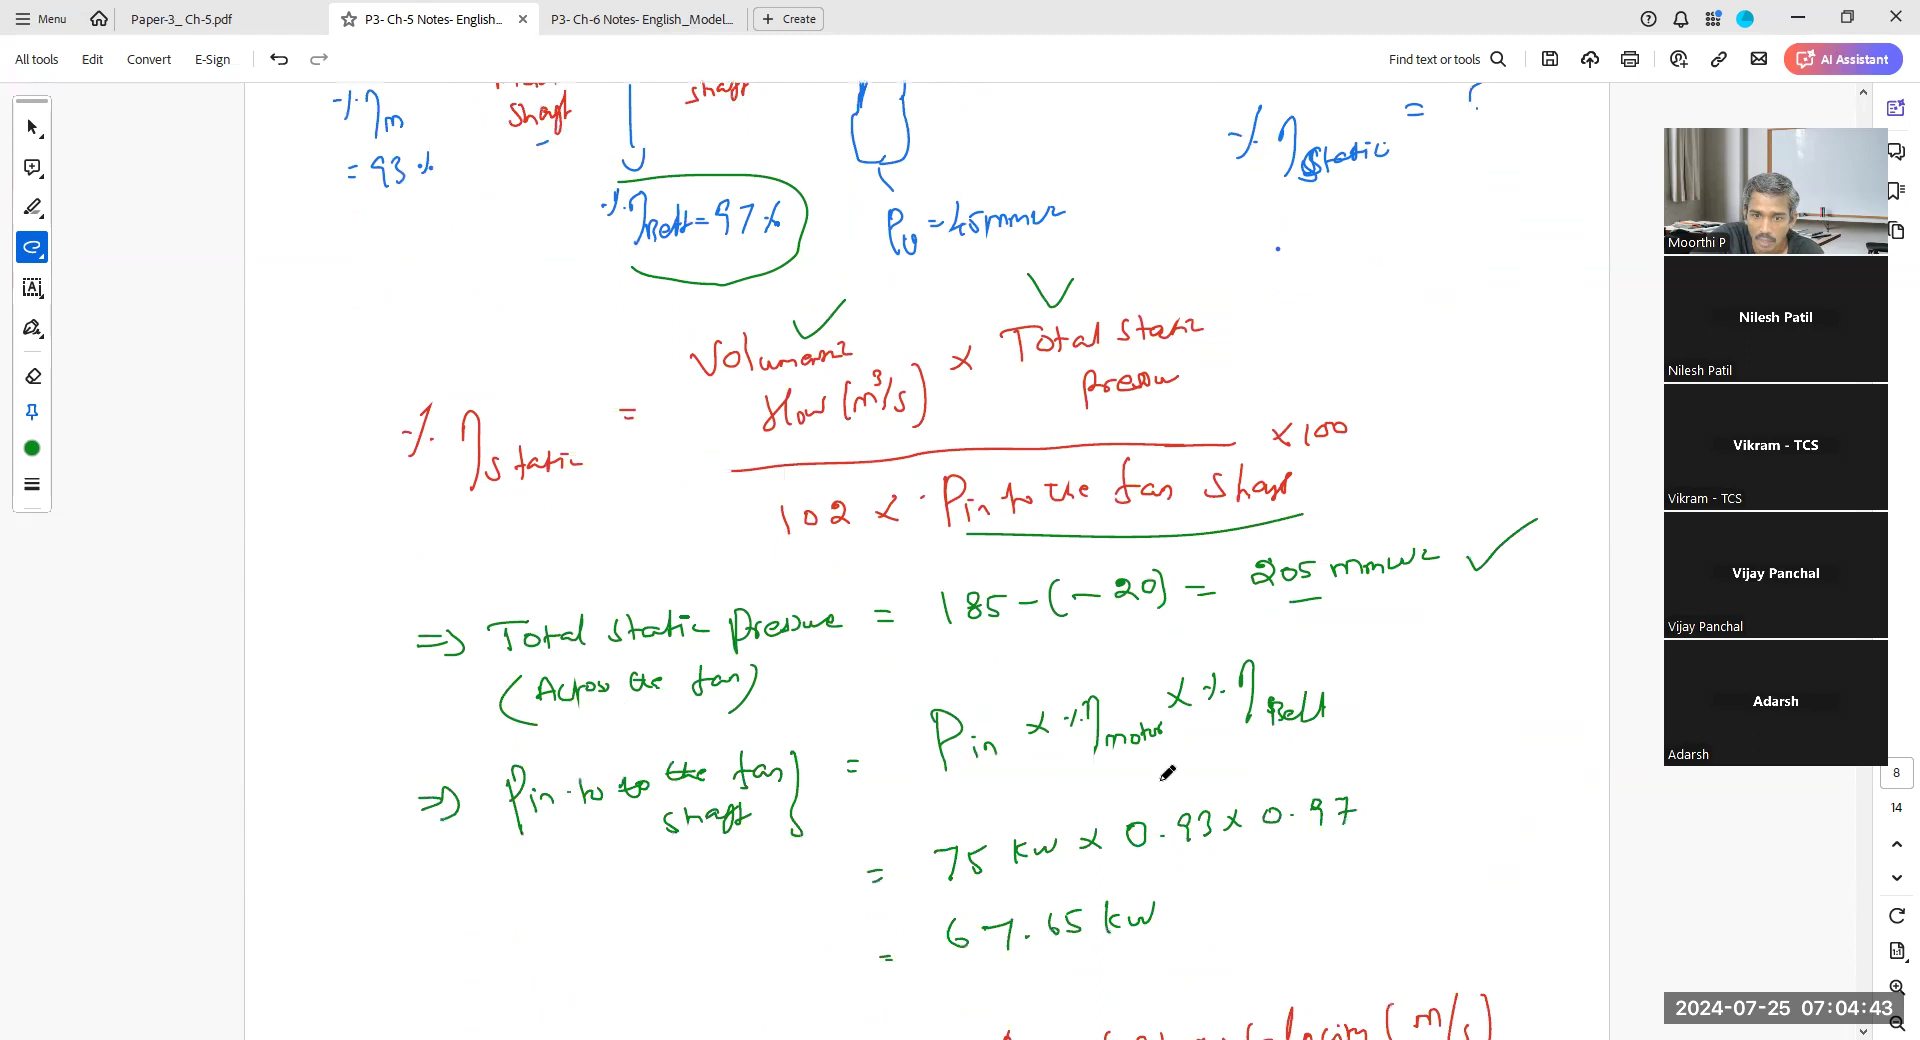 Menu
Paper-3_ Ch-5.pdf
P3- Ch-5 Notes- English...
P3- Ch-6 Notes- English_Model...
+ Create
All tools Edit Convert E-Sign
Find text or tools
AI Assistant
% ηm
= 93 %
shaft
shaft
% ηBelt = 97 %
Pv = 45 mmwc
% ηstatic = ?
% ηstatic = Volumetric flow (m³/s) × Total static pressure
102 × Pin to the fan shaft
× 100
⇒ Total static pressure = 185 - (-20) = 205 mmwc
(Across the fan)
⇒ Pin to the fan shaft = Pin × % ηmotor × % ηBelt
= 75 kw × 0.93 × 0.97
= 67.65 kw
(m/s)
Moorthi P
Nilesh Patil
Nilesh Patil
Vikram - TCS
Vikram - TCS
Vijay Panchal
Vijay Panchal
Adarsh
Adarsh
8
14
2024-07-25 07:04:43